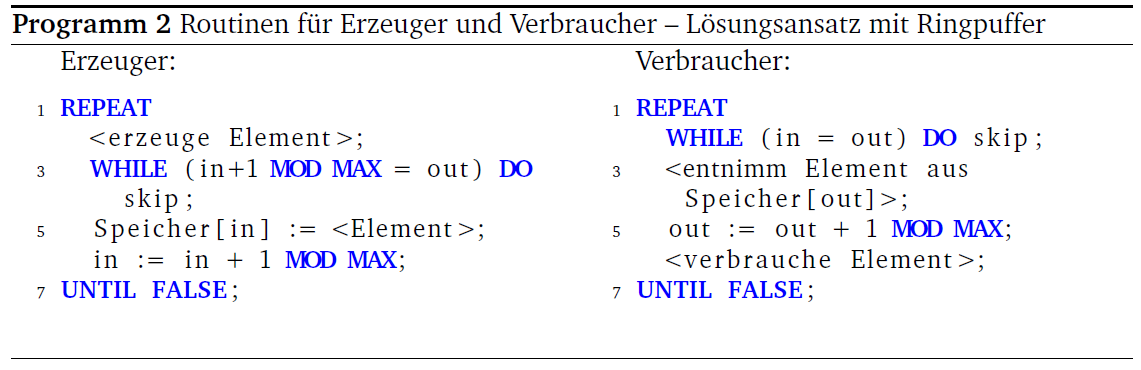 Programm 2 Routinen für Erzeuger und Verbraucher – Lösungsansatz mit Ringpuffer
Erzeuger:
1 REPEAT
<erzeuge Element>;
3 WHILE (in+1 MOD MAX = out) DO
skip;
5 Speicher[in] := <Element>;
in := in + 1 MOD MAX;
7 UNTIL FALSE;
Verbraucher:
1 REPEAT
WHILE (in = out) DO skip;
3 <entnimm Element aus
Speicher[out]>;
5 out := out + 1 MOD MAX;
<verbrauche Element>;
7 UNTIL FALSE;